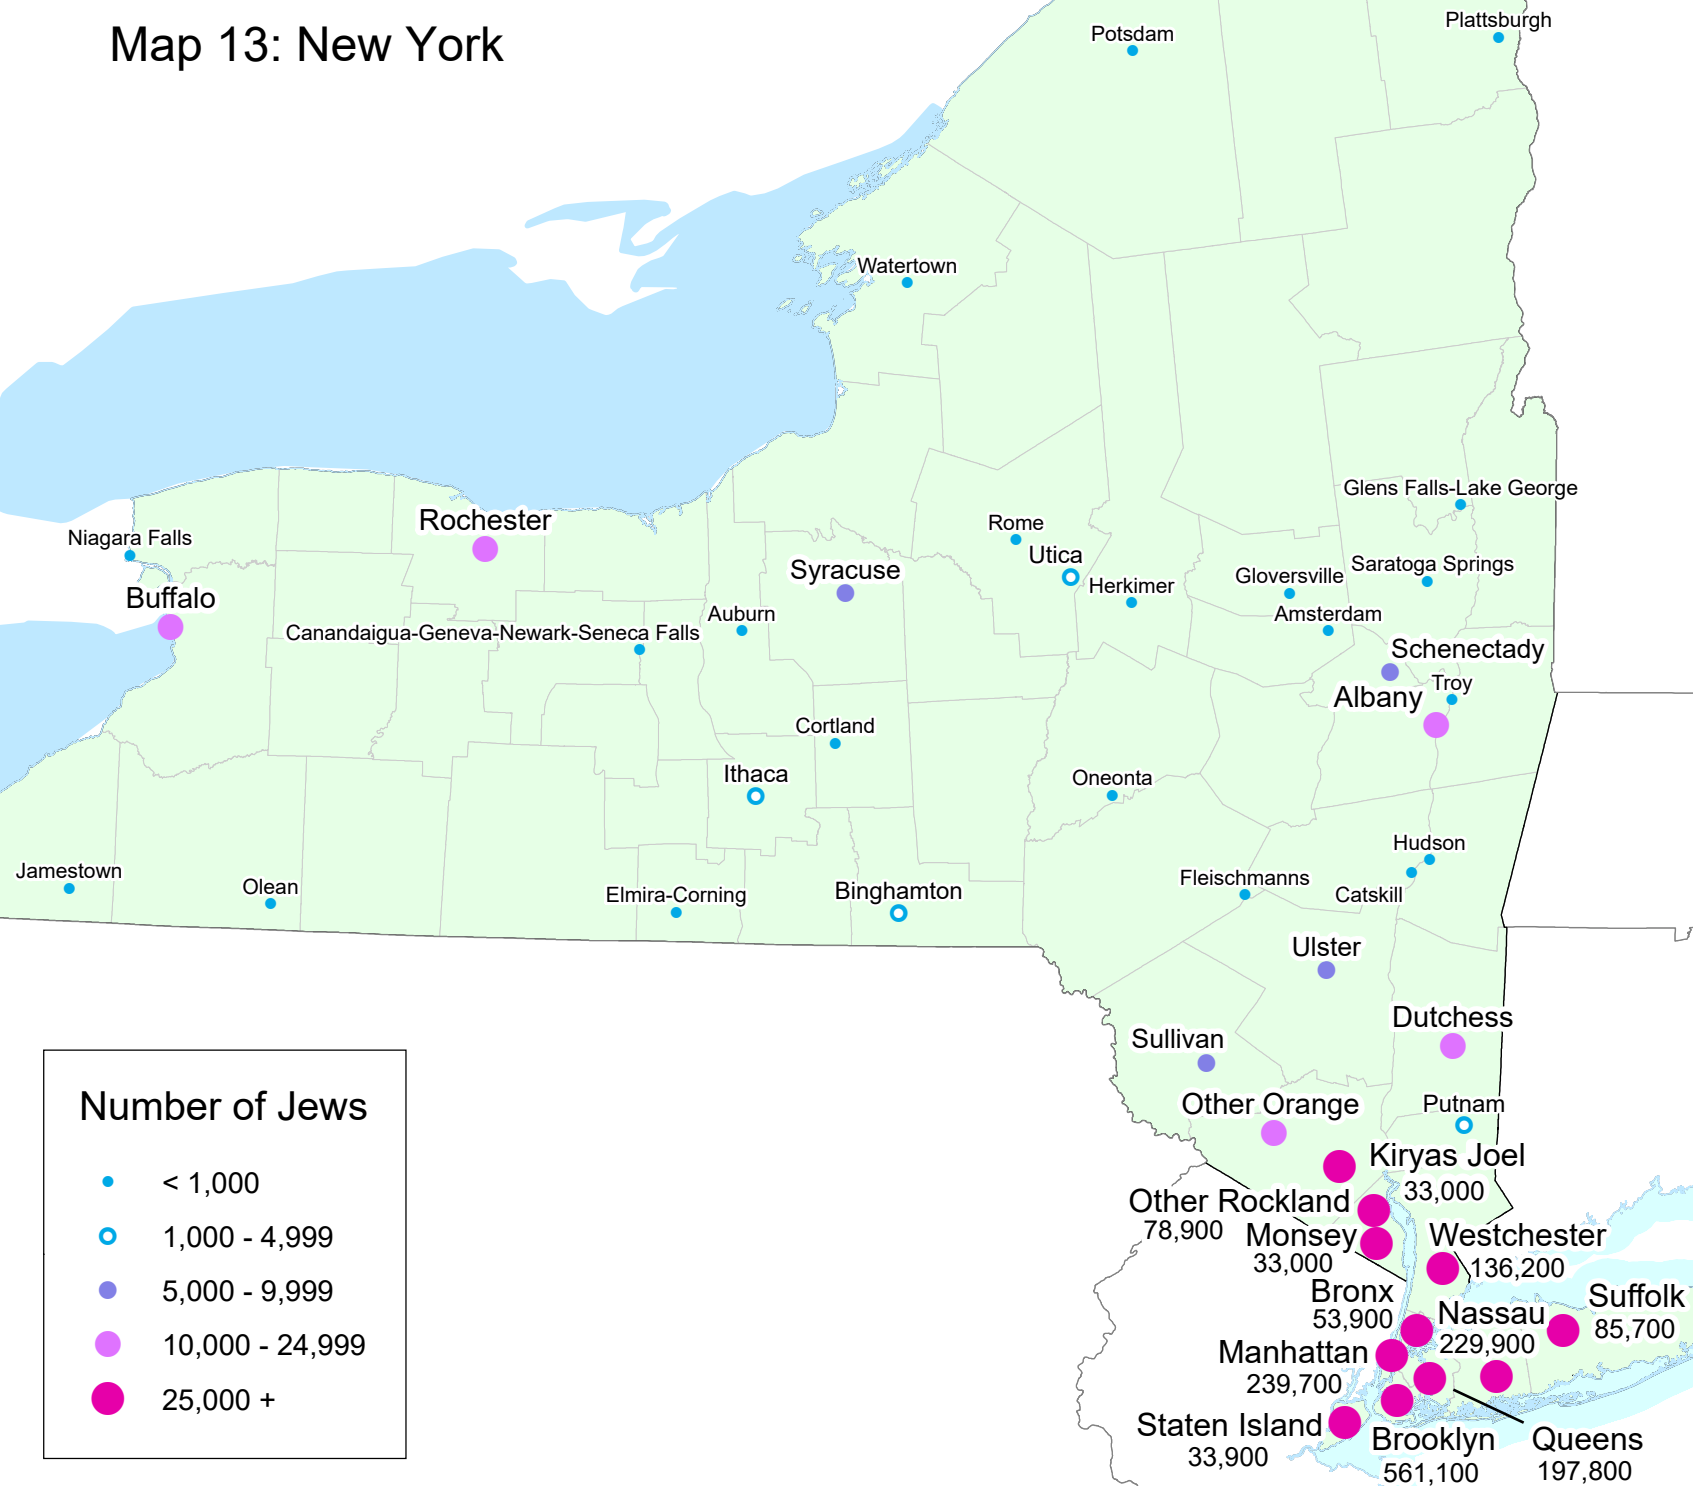 Map 13: New York
Potsdam
Plattsburgh
Watertown
Glens Falls-Lake George
Rochester
Rome
Niagara Falls
Utica
Syracuse
Saratoga Springs
Gloversville
Herkimer
Buffalo
Auburn
Amsterdam
Canandaigua-Geneva-Newark-Seneca Falls
Schenectady
Troy
Albany
Cortland
Ithaca
Oneonta
Hudson
Jamestown
Fleischmanns
Olean
Elmira-Corning
Binghamton
Catskill
Ulster
Dutchess
Sullivan
Other Orange
Putnam
Kiryas Joel
33,000
Other Rockland
78,900
Monsey
33,000
Westchester
136,200
Bronx
53,900
Nassau
229,900
Suffolk
85,700
Manhattan
239,700
Staten Island
33,900
Brooklyn
561,100
Queens
197,800
Number of Jews
< 1,000
1,000 - 4,999
5,000 - 9,999
10,000 - 24,999
25,000 +